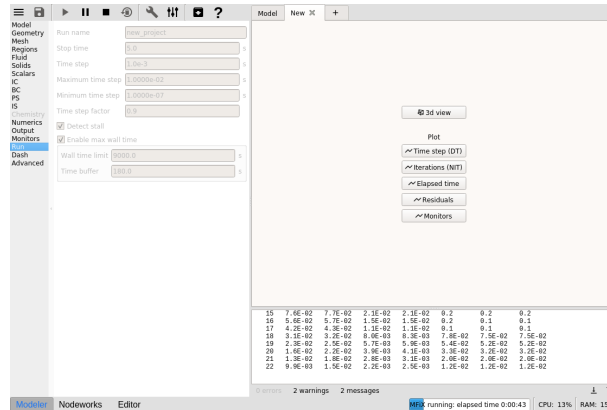 Model
New
+
Model
Geometry
Mesh
Regions
Fluid
Solids
Scalars
IC
BC
PS
IS
Chemistry
Numerics
Output
Monitors
Run
Dash
Advanced
Run name new_project
Stop time 5.0 s
Time step 1.0e-3 s
Maximum time step 1.0000e-02 s
Minimum time step 1.0000e-07 s
Time step factor 0.9
Detect stall
Enable max wall time
Wall time limit 9000.0 s
Time buffer 180.0 s
3d view
Plot
Time step (DT)
Iterations (NIT)
Elapsed time
Residuals
Monitors
15 7.6E-02 7.7E-02 2.1E-02 2.1E-02 0.2 0.2 0.2
16 5.6E-02 5.7E-02 1.5E-02 1.5E-02 0.2 0.1 0.1
17 4.2E-02 4.3E-02 1.1E-02 1.1E-02 0.1 0.1 0.1
18 3.1E-02 3.2E-02 8.0E-03 8.3E-03 7.8E-02 7.5E-02 7.5E-02
19 2.3E-02 2.5E-02 5.7E-03 5.9E-03 5.4E-02 5.2E-02 5.2E-02
20 1.6E-02 2.2E-02 3.9E-03 4.1E-03 3.3E-02 3.2E-02 3.2E-02
21 1.3E-02 1.8E-02 2.8E-03 3.1E-03 2.0E-02 2.0E-02 2.0E-02
22 9.9E-03 1.5E-02 2.2E-03 2.5E-03 1.2E-02 1.2E-02 1.2E-02
0 errors 2 warnings 2 messages
Modeler Nodeworks Editor
MFiX running: elapsed time 0:00:43 CPU: 13% RAM: 15